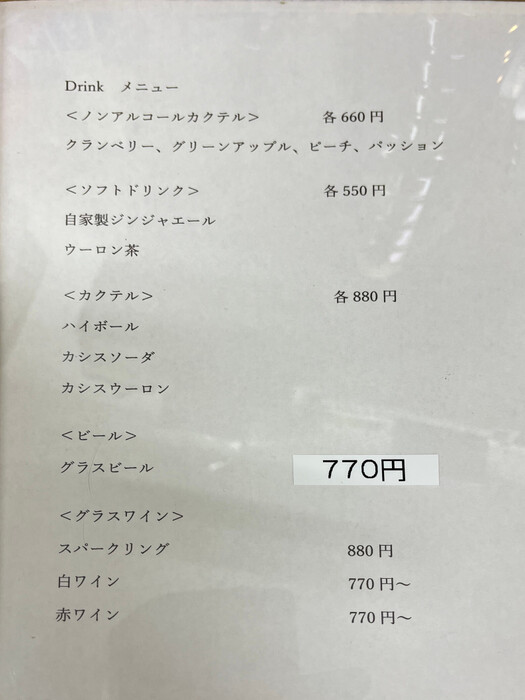 Drink　メニュー
＜ノンアルコールカクテル＞　各 660 円
クランベリー、グリーンアップル、ピーチ、パッション
＜ソフトドリンク＞　各 550 円
自家製ジンジャエール
ウーロン茶
＜カクテル＞　各 880 円
ハイボール
カシスソーダ
カシスウーロン
＜ビール＞
グラスビール　770円
＜グラスワイン＞
スパークリング　880 円
白ワイン　770 円～
赤ワイン　770 円～